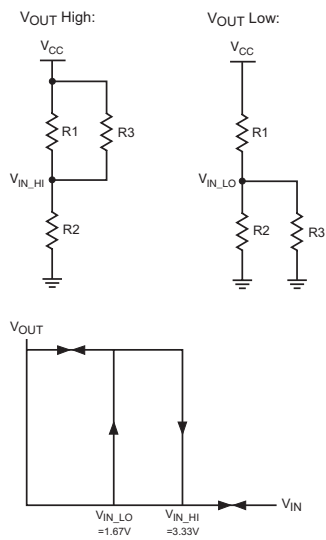 VOUT High:
VOUT Low:
VCC
VCC
R1
R3
R1
VIN_HI
VIN_LO
R2
R2
R3
VOUT
VIN
VIN_LO
=1.67V
VIN_HI
=3.33V